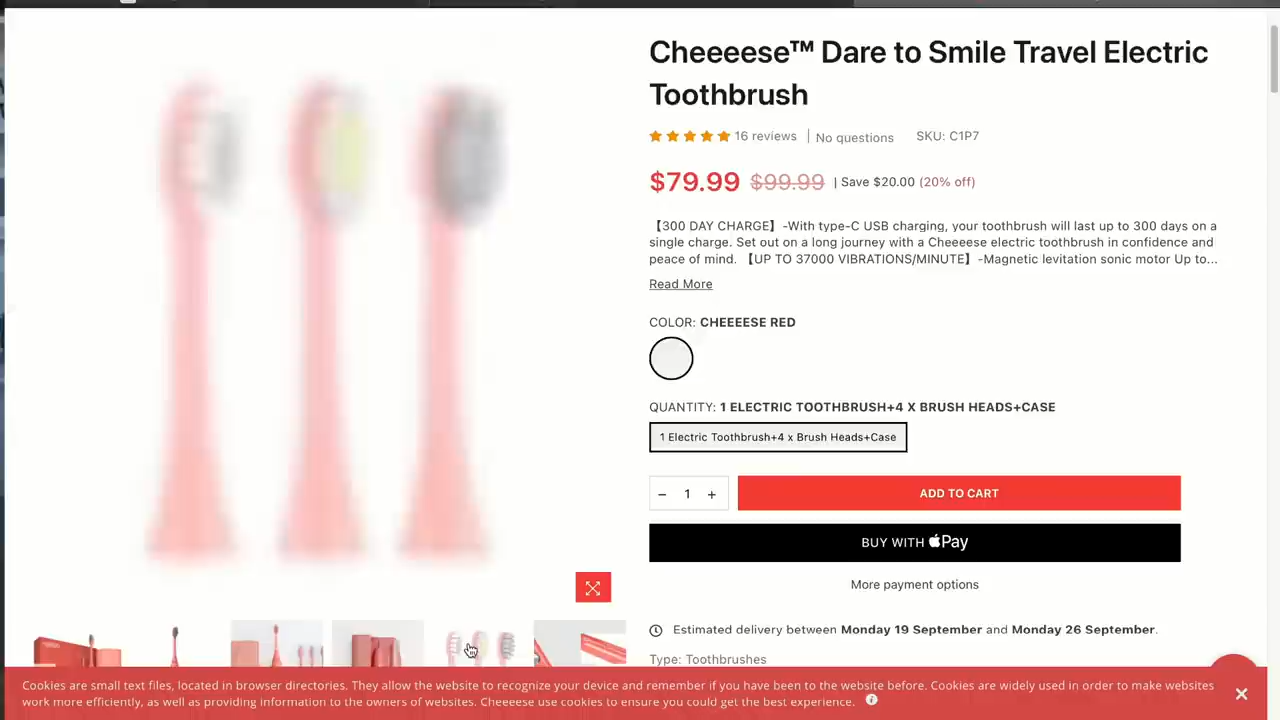 Cheeeese™ Dare to Smile Travel Electric
Toothbrush
16 reviews
No questions
SKU: C1P7
$79.99 $99.99 | Save $20.00 (20% off)
【300 DAY CHARGE】-With type-C USB charging, your toothbrush will last up to 300 days on a
single charge. Set out on a long journey with a Cheeeese electric toothbrush in confidence and
peace of mind. 【UP TO 37000 VIBRATIONS/MINUTE】-Magnetic levitation sonic motor Up to...
Read More
COLOR: CHEEEESE RED
QUANTITY: 1 ELECTRIC TOOTHBRUSH+4 X BRUSH HEADS+CASE
1 Electric Toothbrush+4 x Brush Heads+Case
− 1 +
ADD TO CART
BUY WITH Pay
More payment options
Estimated delivery between Monday 19 September and Monday 26 September.
Type: Toothbrushes
Cookies are small text files, located in browser directories. They allow the website to recognize your device and remember if you have been to the website before. Cookies are widely used in order to make websites
work more efficiently, as well as providing information to the owners of websites. Cheeeese use cookies to ensure you could get the best experience.